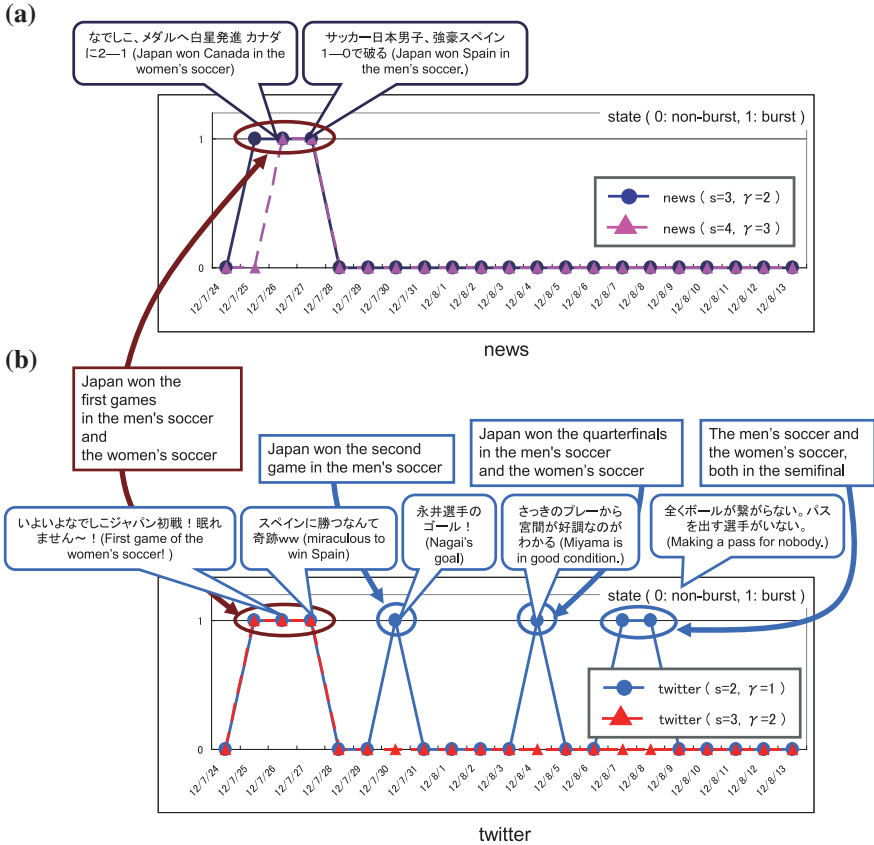 (a)
なでしこ、メダルへ白星発進 カナダ
に2―1 (Japan won Canada in the
women's soccer)
サッカー日本男子、強豪スペイン
1―0で破る (Japan won Spain in
the men's soccer.)
state ( 0: non-burst, 1: burst )
1
news ( s=3, γ=2 )
news ( s=4, γ=3 )
0
12/7/24
12/7/25
12/7/26
12/7/27
12/7/28
12/7/29
12/7/30
12/7/31
12/8/1
12/8/2
12/8/3
12/8/4
12/8/5
12/8/6
12/8/7
12/8/8
12/8/9
12/8/10
12/8/11
12/8/12
12/8/13
news
(b)
Japan won the
first games
in the men's soccer
and
the women's soccer
Japan won the second
game in the men's soccer
Japan won the quarterfinals
in the men's soccer
and the women's soccer
The men's soccer and
the women's soccer,
both in the semifinal
いよいよなでしこジャパン初戦！眠れ
ません～！(First game of the
women's soccer! )
スペインに勝つなんて
奇跡ww (miraculous to
win Spain)
永井選手の
ゴール！
(Nagai's
goal)
さっきのプレーから
宮間が好調なのが
わかる (Miyama is
in good condition.)
全くボールが繋がらない。パス
を出す選手がいない。
(Making a pass for nobody.)
state ( 0: non-burst, 1: burst )
1
twitter ( s=2, γ=1 )
twitter ( s=3, γ=2 )
0
12/7/24
12/7/25
12/7/26
12/7/27
12/7/28
12/7/29
12/7/30
12/7/31
12/8/1
12/8/2
12/8/3
12/8/4
12/8/5
12/8/6
12/8/7
12/8/8
12/8/9
12/8/10
12/8/11
12/8/12
12/8/13
twitter